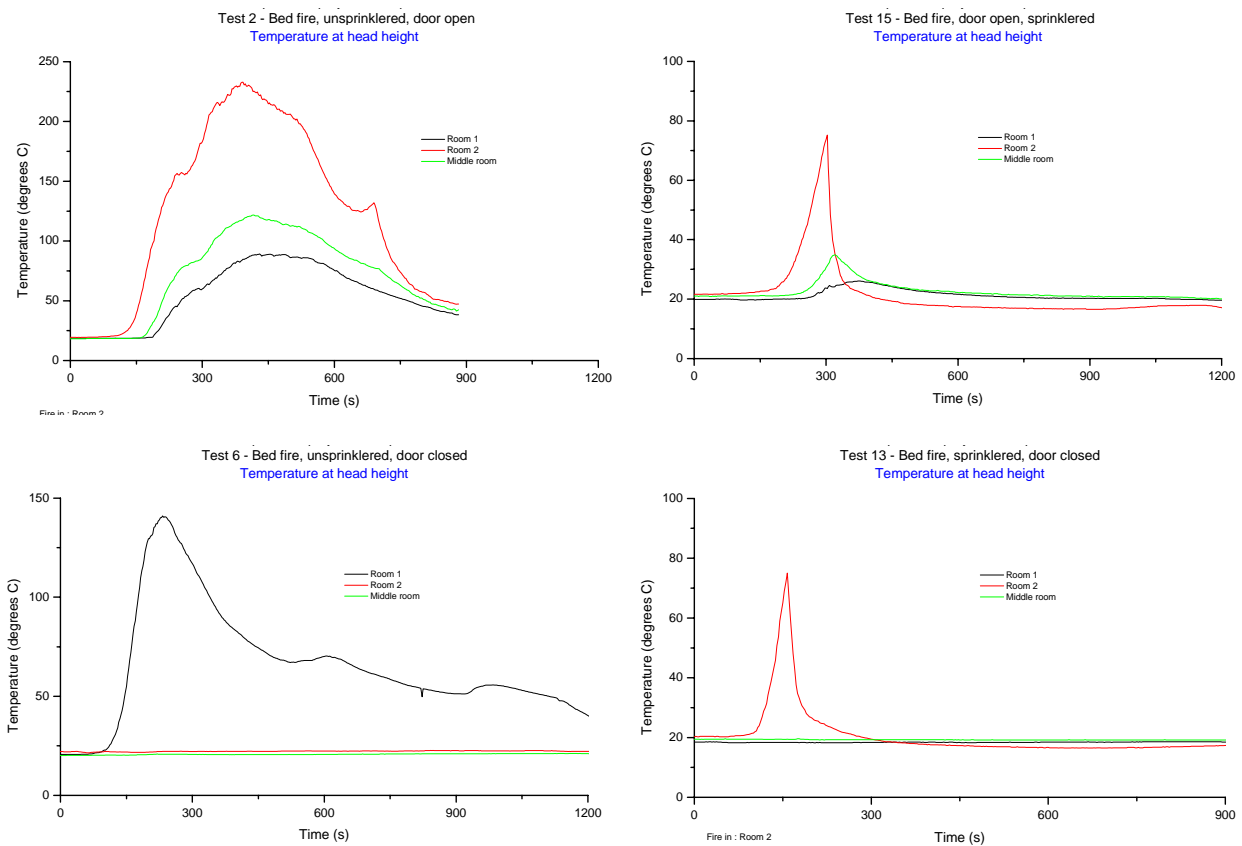 Test 2 - Bed fire, unsprinklered, door open
Temperature at head height
250
200
150
100
50
0
Temperature (degrees C)
Room 1
Room 2
Middle room
0
300
600
900
1200
Time (s)
Fire in : Room 2
Test 15 - Bed fire, door open, sprinklered
Temperature at head height
100
80
60
40
20
0
Temperature (degrees C)
Room 1
Room 2
Middle room
0
300
600
900
1200
Time (s)
Test 6 - Bed fire, unsprinklered, door closed
Temperature at head height
150
100
50
0
Temperature (degrees C)
Room 1
Room 2
Middle room
0
300
600
900
1200
Time (s)
Test 13 - Bed fire, sprinklered, door closed
Temperature at head height
100
80
60
40
20
0
Temperature (degrees C)
Room 1
Room 2
Middle room
0
300
600
900
Fire in : Room 2
Time (s)